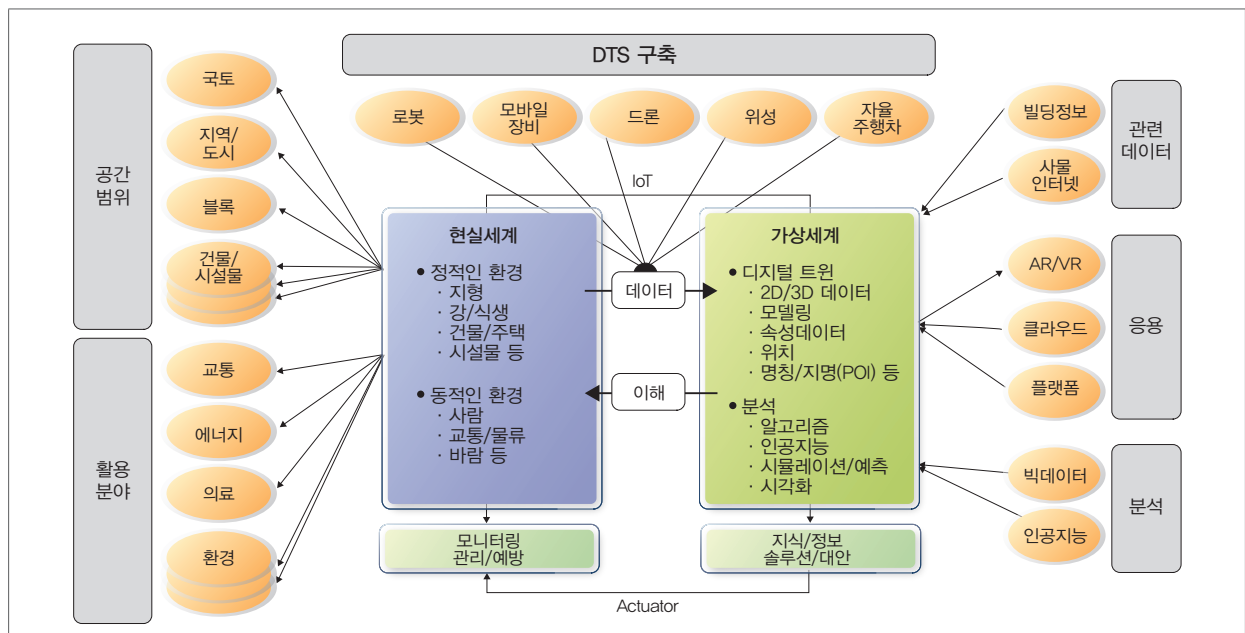 DTS 구축
로봇
모바일
장비
드론
위성
자율
주행차
공간
범위
국토
지역/
도시
블록
건물/
시설물
활용
분야
교통
에너지
의료
환경
IoT
현실세계
• 정적인 환경
· 지형
· 강/식생
· 건물/주택
· 시설물 등
• 동적인 환경
· 사람
· 교통/물류
· 바람 등
데이터
이해
가상세계
• 디지털 트윈
· 2D/3D 데이터
· 모델링
· 속성데이터
· 위치
· 명칭/지명(POI) 등
• 분석
· 알고리즘
· 인공지능
· 시뮬레이션/예측
· 시각화
모니터링
관리/예방
지식/정보
솔루션/대안
Actuator
빌딩정보
사물
인터넷
관련
데이터
AR/VR
클라우드
플랫폼
응용
빅데이터
인공지능
분석